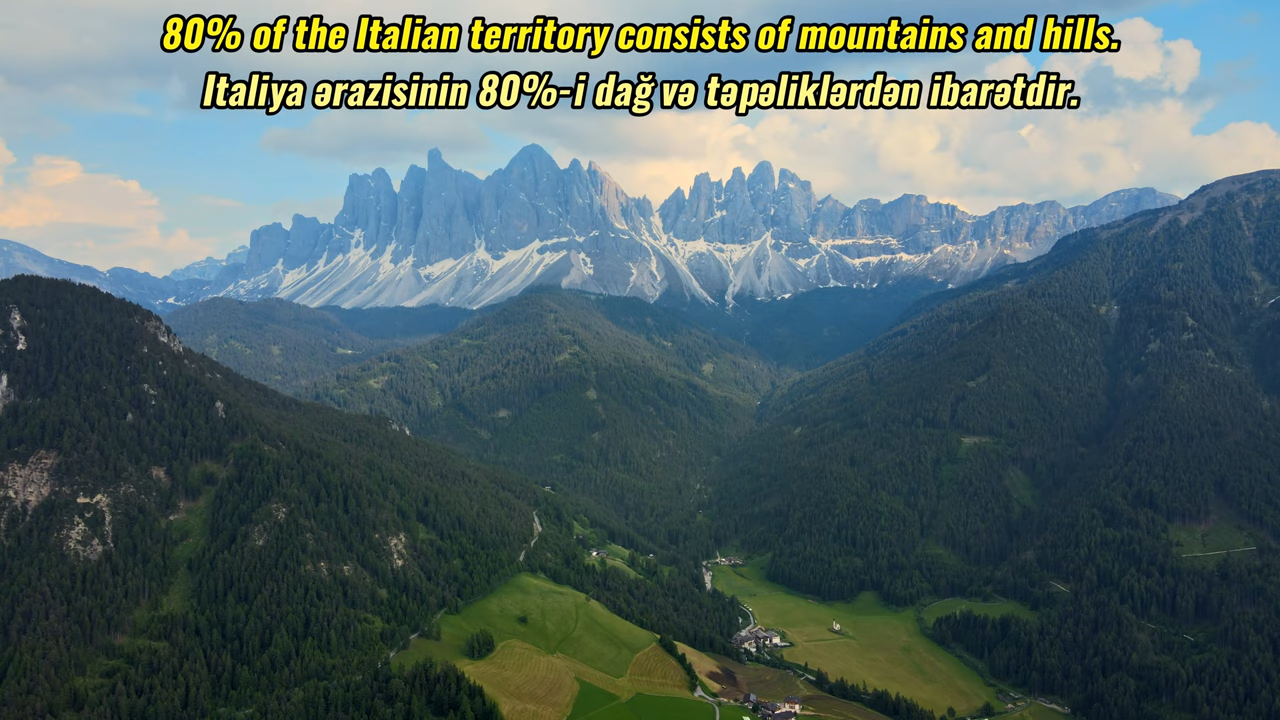 80% of the Italian territory consists of mountains and hills.
Italiya ərazisinin 80%-i dağ və təpəliklərdən ibarətdir.